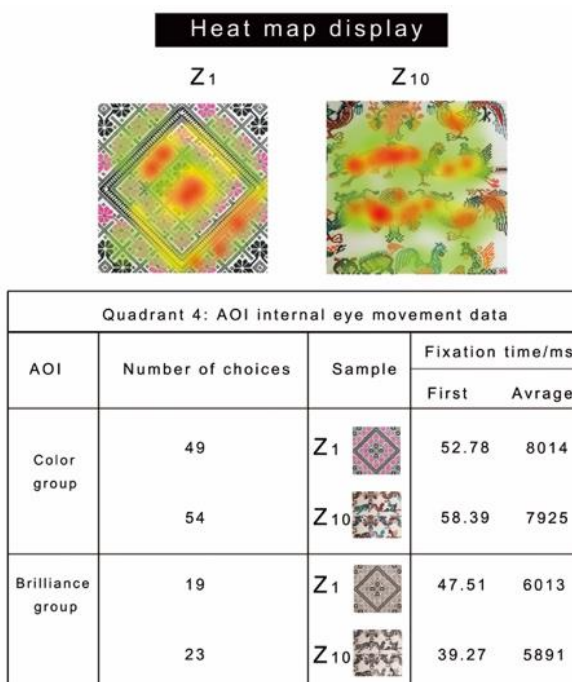 Heat map display
Z1 Z10
Quadrant 4: AOI internal eye movement data
AOI Number of choices Sample Fixation time/ms
First Avrage
Color group 49 Z1 52.78 8014
54 Z10 58.39 7925
Brilliance group 19 Z1 47.51 6013
23 Z10 39.27 5891